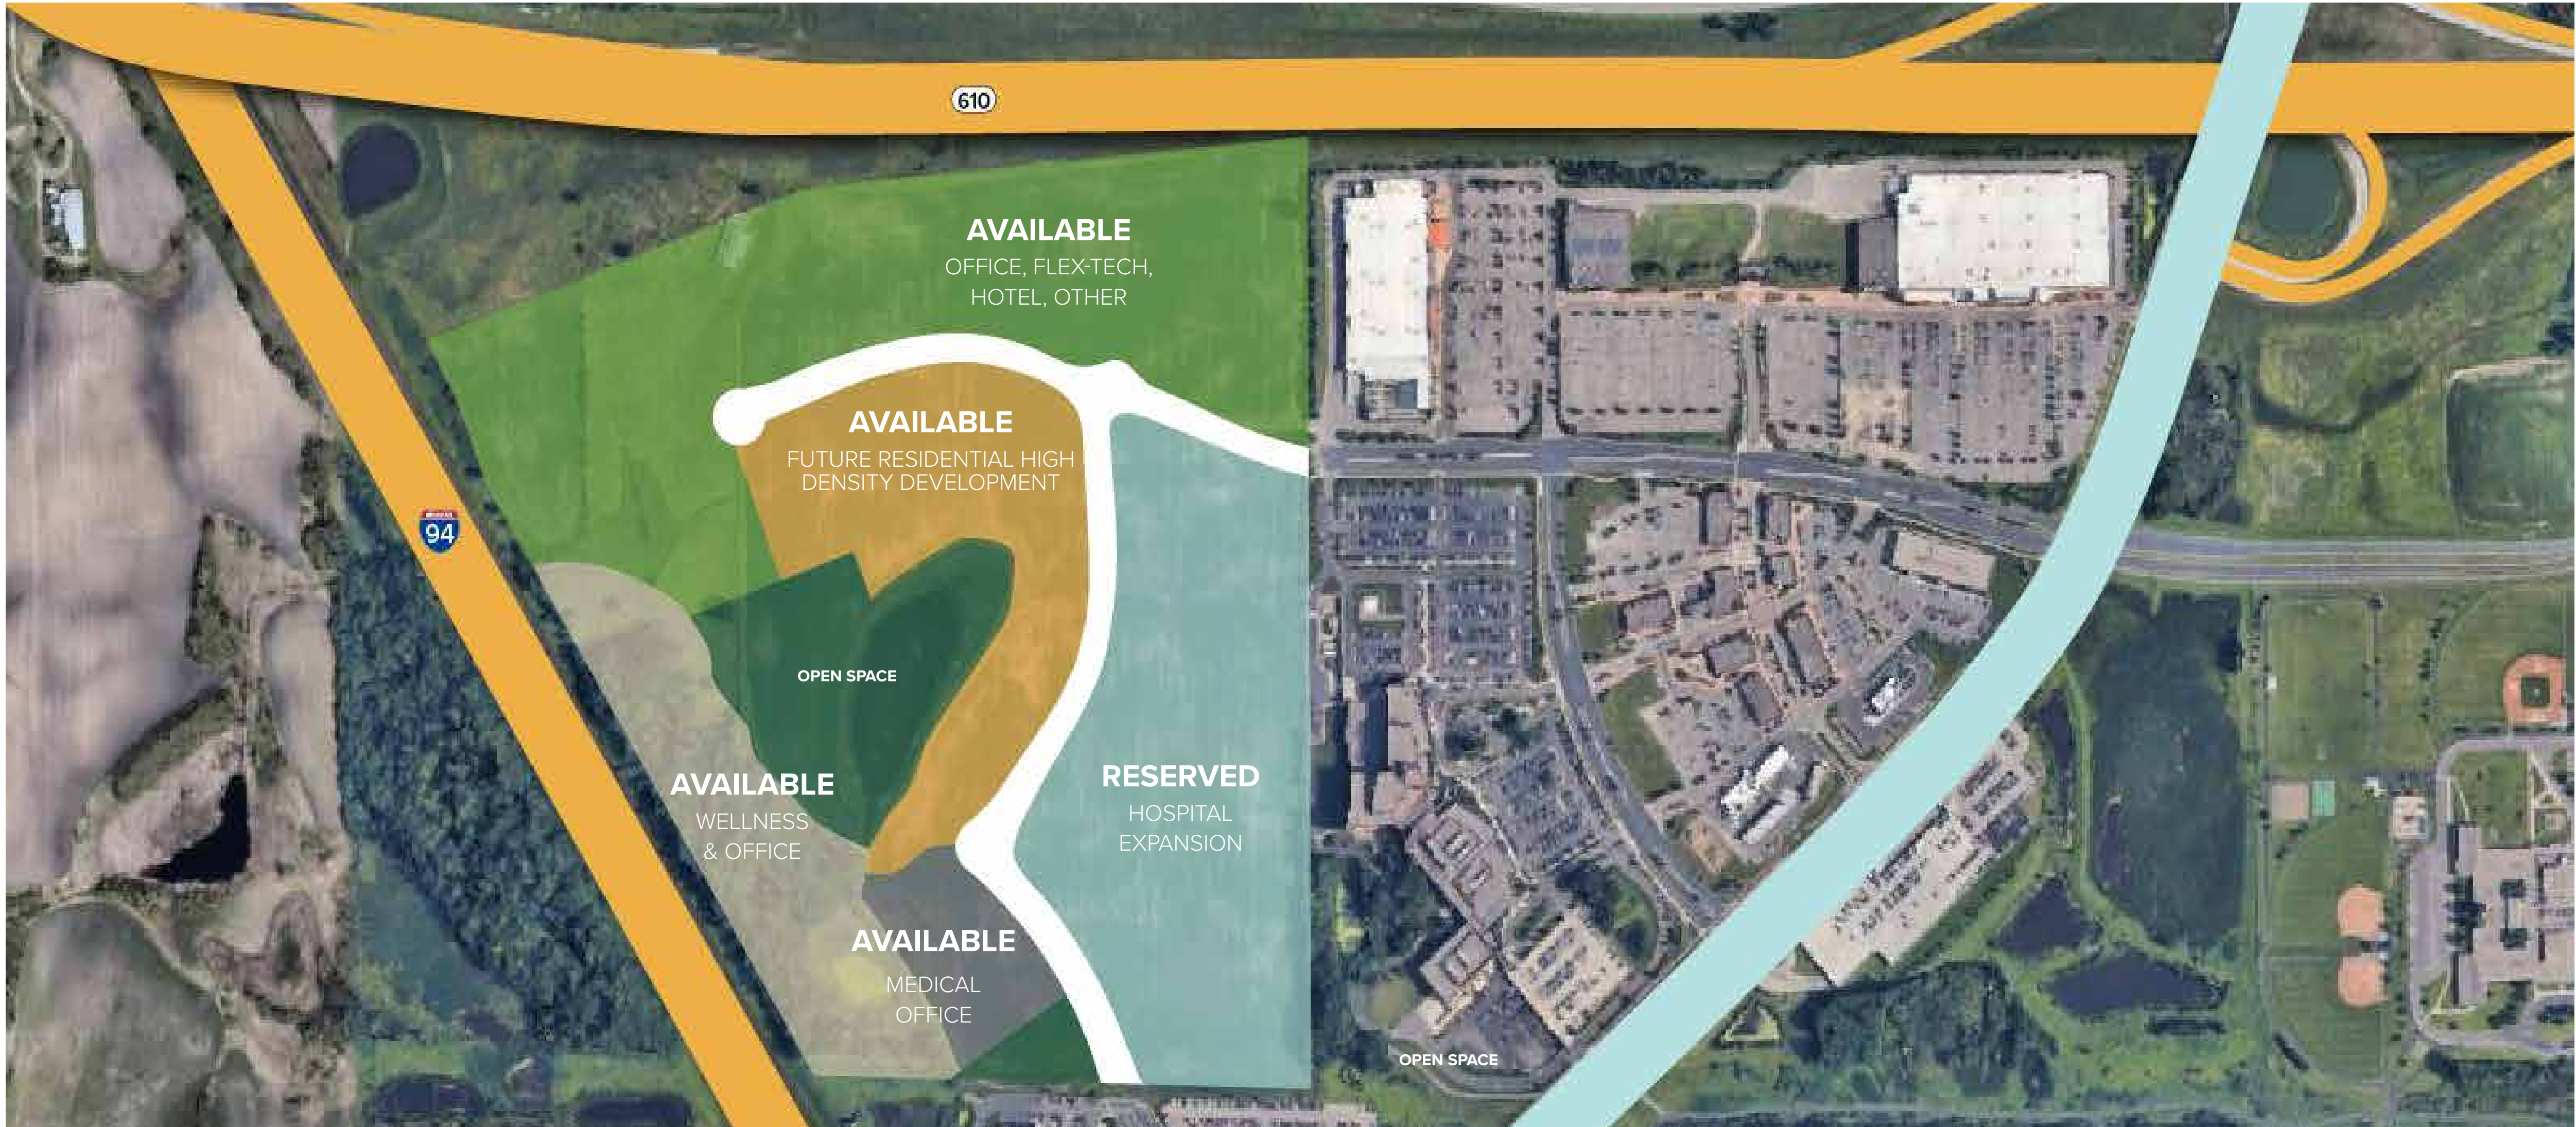 610
AVAILABLE
OFFICE, FLEX-TECH,
HOTEL, OTHER
AVAILABLE
FUTURE RESIDENTIAL HIGH
DENSITY DEVELOPMENT
94
OPEN SPACE
AVAILABLE
WELLNESS
& OFFICE
RESERVED
HOSPITAL
EXPANSION
AVAILABLE
MEDICAL
OFFICE
OPEN SPACE